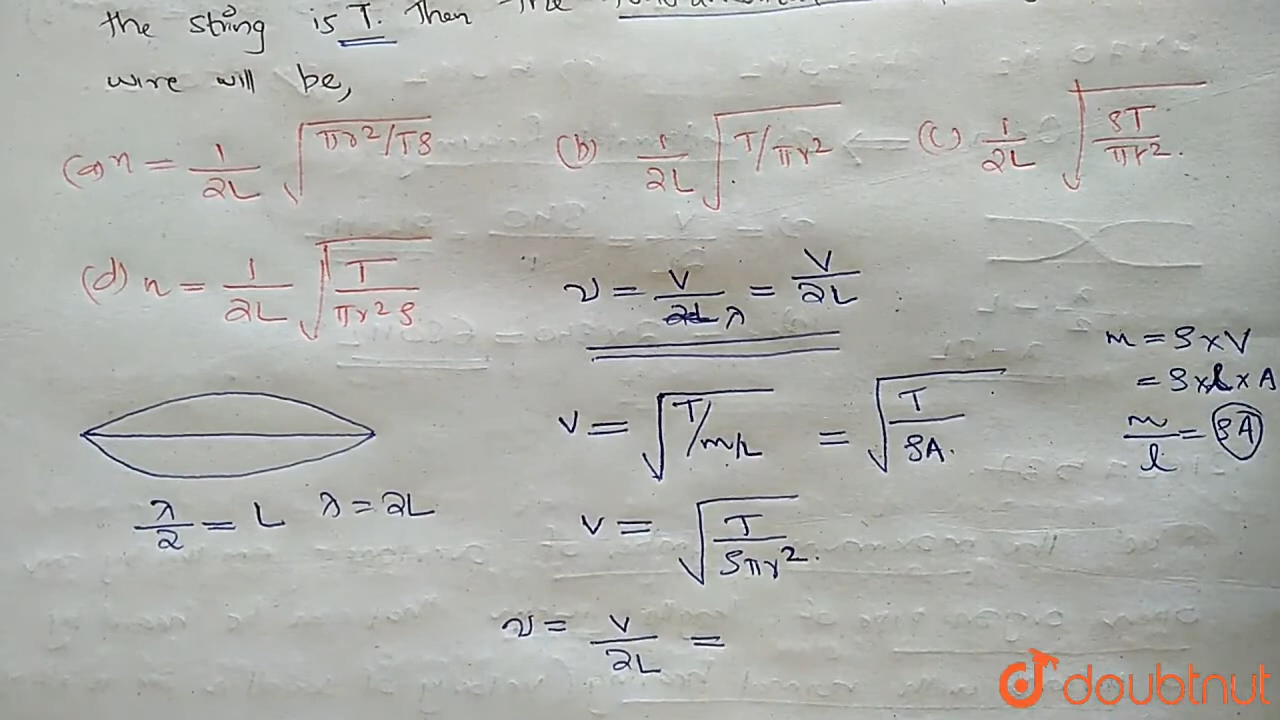 the string is T. Then The
wire will be,
(a) n = 1/2L √(πr²/Tρ) (b) 1/2L √(T/πr²) ← (c) 1/2L √(ρT/πr².)
(d) n = 1/2L √(T/πr²ρ)
ν = V/λ = V/2L
m = ρ×V
= ρ×l×A
m/l = ρA
V = √(T/m/L) = √(T/ρA.)
λ/2 = L λ = 2L
V = √(T/ρπr².)
ν = V/2L =
doubtnut